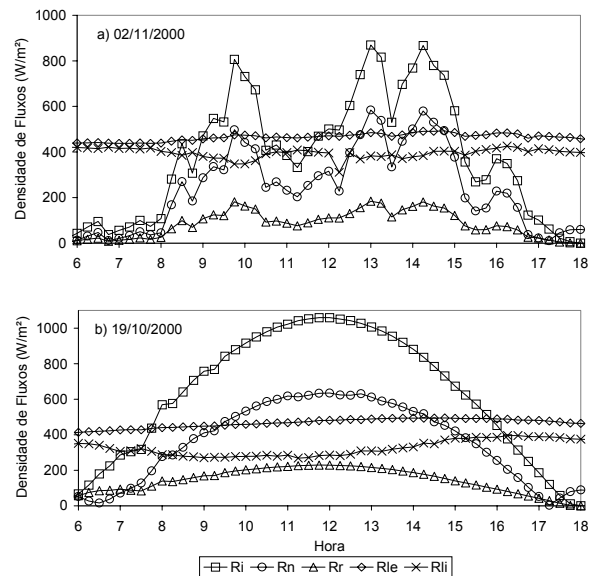 a) 02/11/2000
Densidade de Fluxos (W/m²)
1000
800
600
400
200
0
6 7 8 9 10 11 12 13 14 15 16 17 18
b) 19/10/2000
Densidade de Fluxos (W/m²)
1000
800
600
400
200
0
6 7 8 9 10 11 12 13 14 15 16 17 18
Hora
Ri Rn Rr Rle Rli